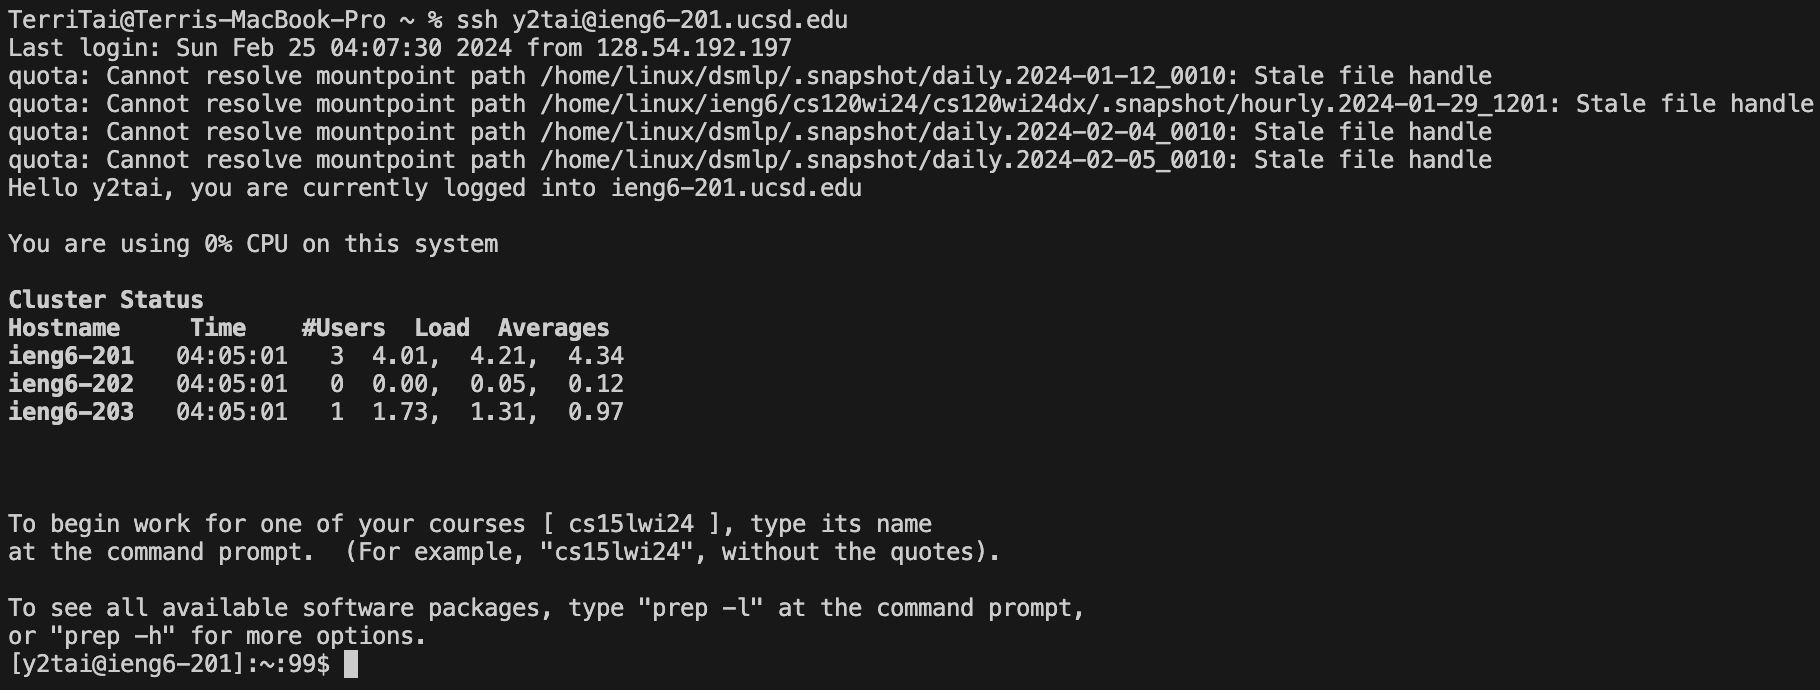 TerriTai@Terris-MacBook-Pro ~ % ssh y2tai@ieng6-201.ucsd.edu
Last login: Sun Feb 25 04:07:30 2024 from 128.54.192.197
quota: Cannot resolve mountpoint path /home/linux/dsmlp/.snapshot/daily.2024-01-12_0010: Stale file handle
quota: Cannot resolve mountpoint path /home/linux/ieng6/cs120wi24/cs120wi24dx/.snapshot/hourly.2024-01-29_1201: Stale file handle
quota: Cannot resolve mountpoint path /home/linux/dsmlp/.snapshot/daily.2024-02-04_0010: Stale file handle
quota: Cannot resolve mountpoint path /home/linux/dsmlp/.snapshot/daily.2024-02-05_0010: Stale file handle
Hello y2tai, you are currently logged into ieng6-201.ucsd.edu
You are using 0% CPU on this system
Cluster Status
Hostname     Time    #Users  Load  Averages
ieng6-201   04:05:01   3  4.01,  4.21,  4.34
ieng6-202   04:05:01   0  0.00,  0.05,  0.12
ieng6-203   04:05:01   1  1.73,  1.31,  0.97
To begin work for one of your courses [ cs15lwi24 ], type its name
at the command prompt.  (For example, "cs15lwi24", without the quotes).
To see all available software packages, type "prep -l" at the command prompt,
or "prep -h" for more options.
[y2tai@ieng6-201]:~:99$